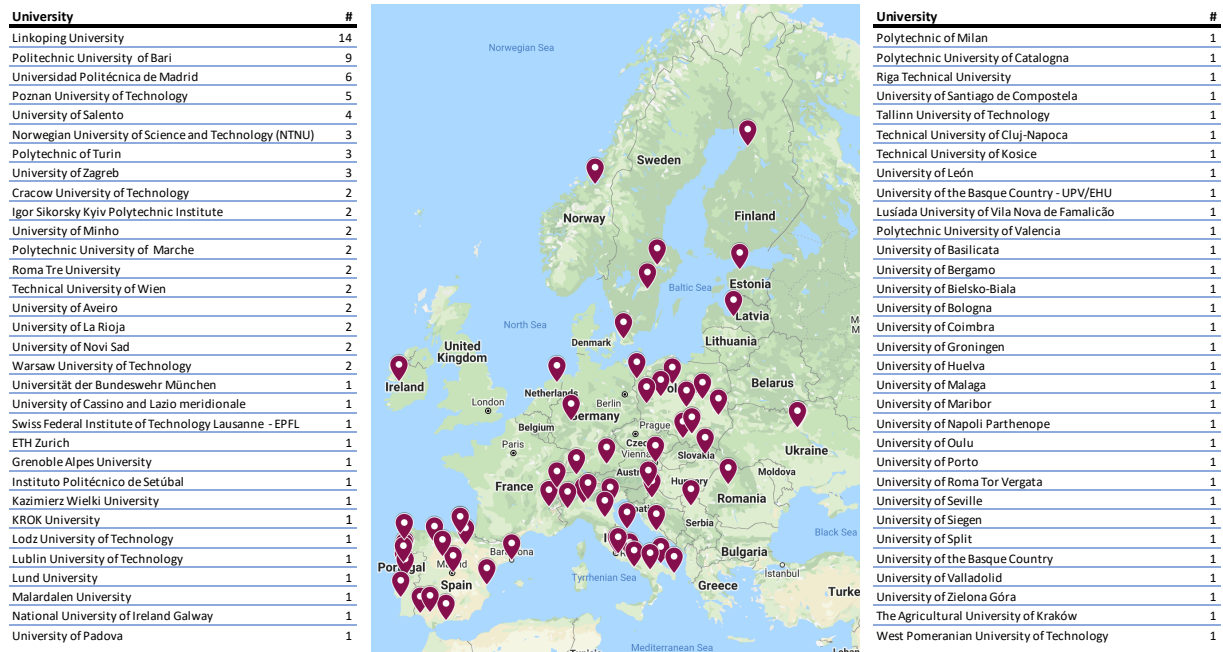 University #
Linkoping University 14
Politechnic University of Bari 9
Universidad Politécnica de Madrid 6
Poznan University of Technology 5
University of Salento 4
Norwegian University of Science and Technology (NTNU) 3
Polytechnic of Turin 3
University of Zagreb 3
Cracow University of Technology 2
Igor Sikorsky Kyiv Polytechnic Institute 2
University of Minho 2
Polytechnic University of Marche 2
Roma Tre University 2
Technical University of Wien 2
University of Aveiro 2
University of La Rioja 2
University of Novi Sad 2
Warsaw University of Technology 2
Universität der Bundeswehr München 1
University of Cassino and Lazio meridionale 1
Swiss Federal Institute of Technology Lausanne - EPFL 1
ETH Zurich 1
Grenoble Alpes University 1
Instituto Politécnico de Setúbal 1
Kazimierz Wielki University 1
KROK University 1
Lodz University of Technology 1
Lublin University of Technology 1
Lund University 1
Malardalen University 1
National University of Ireland Galway 1
University of Padova 1
Norwegian Sea
Sweden
Norway
Finland
Estonia
Baltic Sea
Latvia
North Sea
Denmark
Lithuania
United
Kingdom
Ireland
Belarus
Netherlands
Berlin
London
Germany
Belgium
Prague
Paris
Vienna
Slovakia
Ukraine
Moldova
France
Romania
Serbia
Black Sea
Bulgaria
Istanbul
Portugal
Spain
Tyrrhenian Sea
Greece
Turke
Mediterranean Sea
University #
Polytechnic of Milan 1
Polytechnic University of Catalogna 1
Riga Technical University 1
University of Santiago de Compostela 1
Tallinn University of Technology 1
Technical University of Cluj-Napoca 1
Technical University of Kosice 1
University of León 1
University of the Basque Country - UPV/EHU 1
Lusíada University of Vila Nova de Famalicão 1
Polytechnic University of Valencia 1
University of Basilicata 1
University of Bergamo 1
University of Bielsko-Biala 1
University of Bologna 1
University of Coimbra 1
University of Groningen 1
University of Huelva 1
University of Malaga 1
University of Maribor 1
University of Napoli Parthenope 1
University of Oulu 1
University of Porto 1
University of Roma Tor Vergata 1
University of Seville 1
University of Siegen 1
University of Split 1
University of the Basque Country 1
University of Valladolid 1
University of Zielona Góra 1
The Agricultural University of Kraków 1
West Pomeranian University of Technology 1